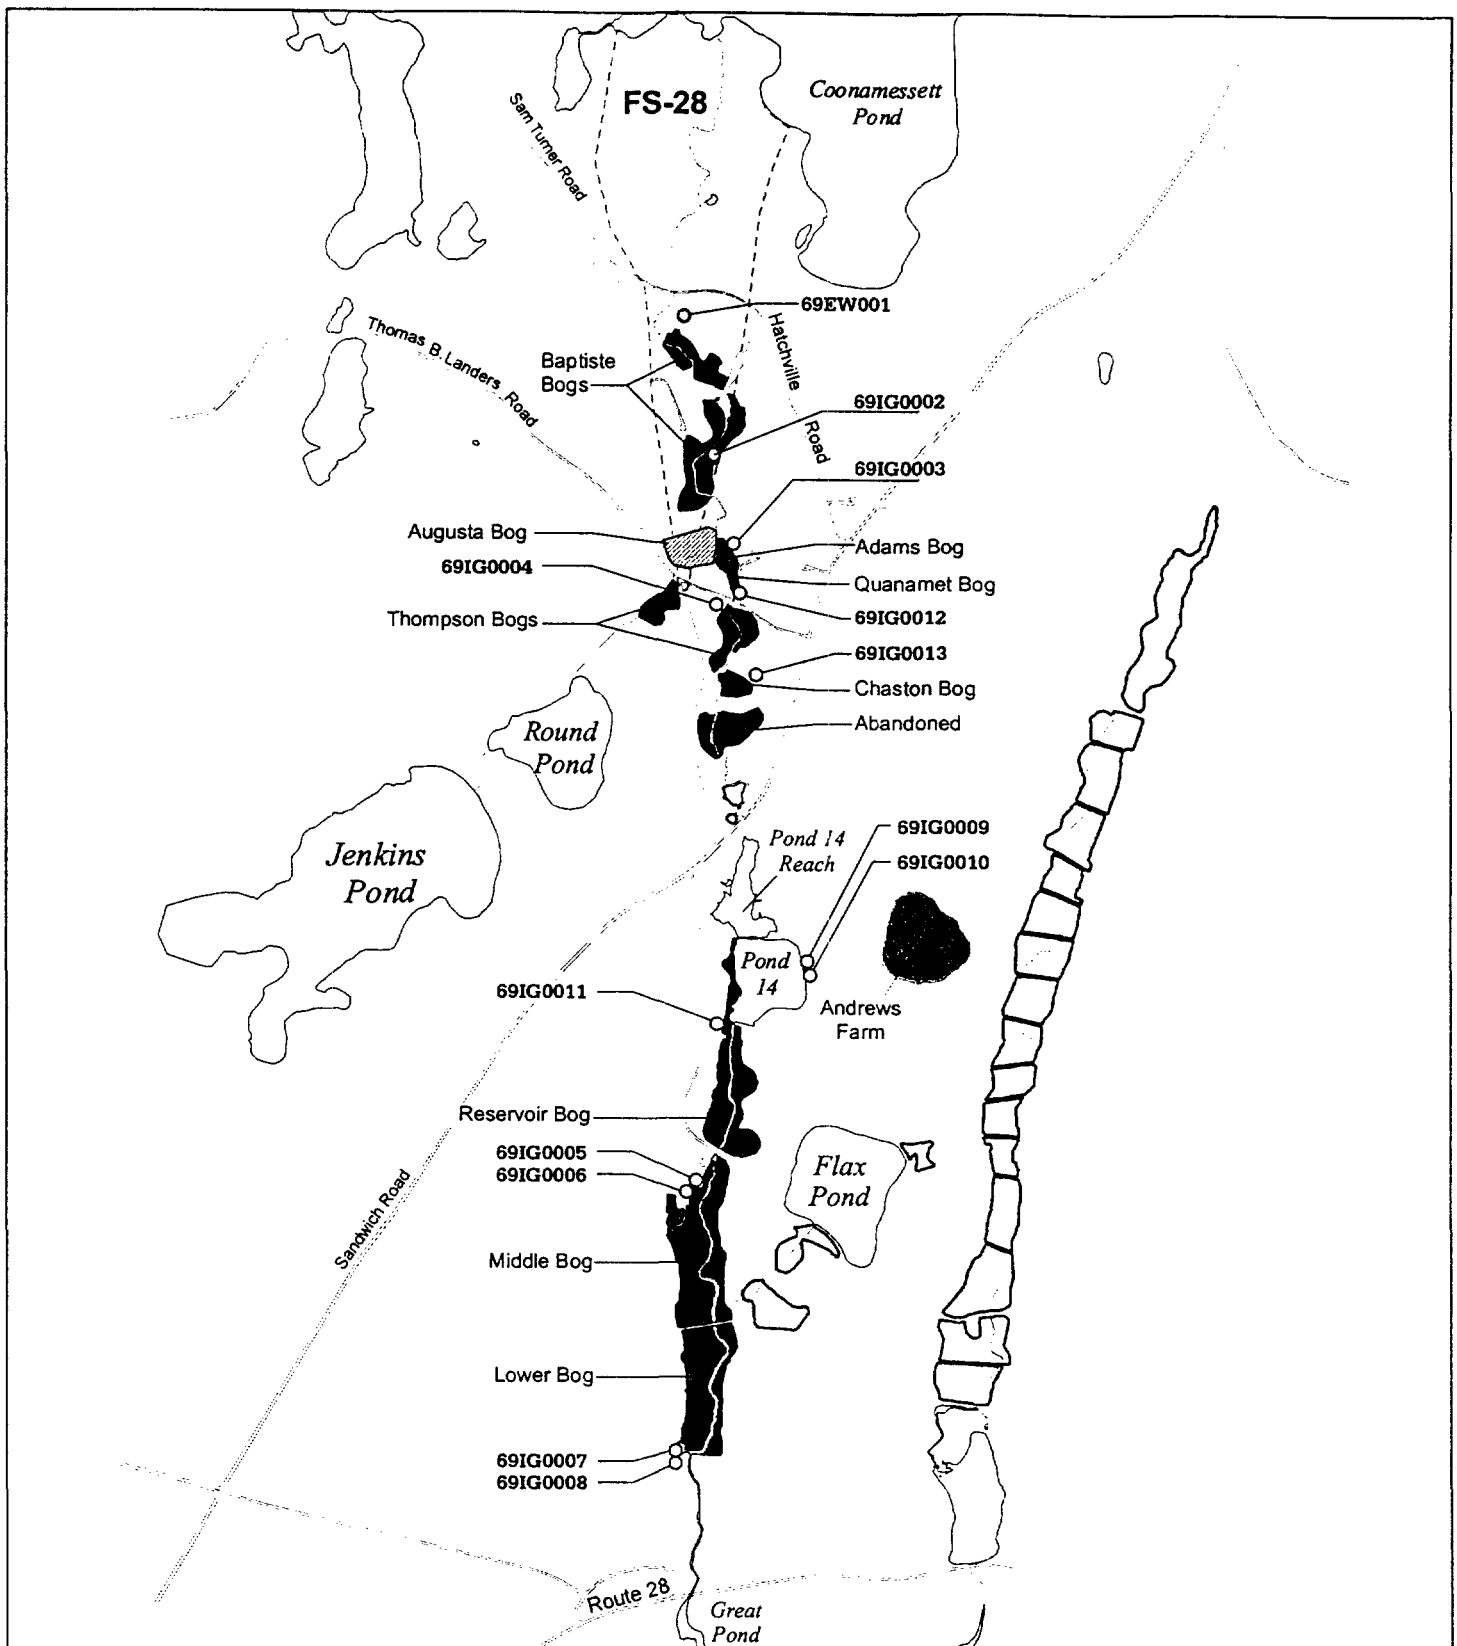 FS-28
Coonamessett
Pond
Sam Turner Road
69EW001
Thomas B. Landers Road
Hatchville Road
Baptiste
Bogs
69IG0002
69IG0003
Augusta Bog
Adams Bog
69IG0004
Quanamet Bog
Thompson Bogs
69IG0012
69IG0013
Chaston Bog
Abandoned
Round
Pond
Jenkins
Pond
Pond 14
Reach
69IG0009
69IG0010
Pond
14
69IG0011
Andrews
Farm
Reservoir Bog
69IG0005
69IG0006
Flax
Pond
Sandwich Road
Middle Bog
Lower Bog
69IG0007
69IG0008
Route 28
Great
Pond